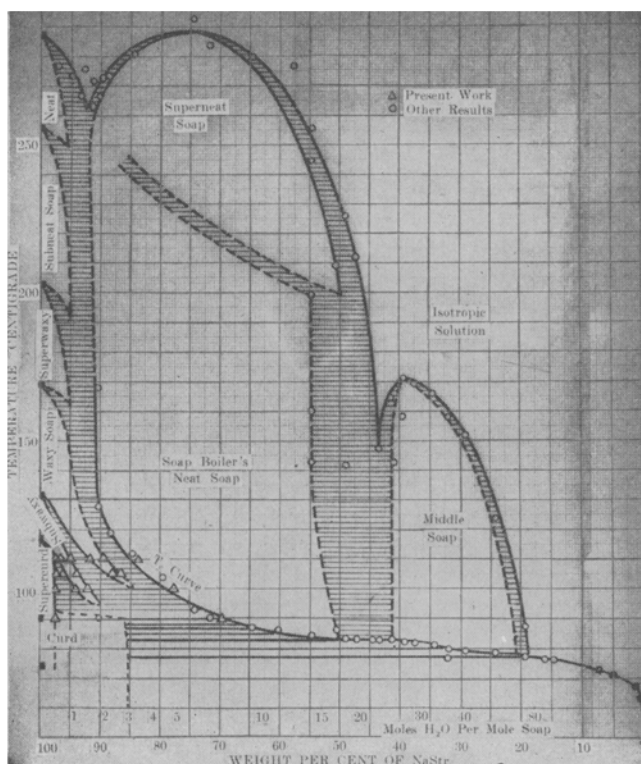 Present Work
Other Results
Superneat
Soap
Neat
Subneat Soap
Superwaxy
Waxy Soap
Subwaxy
Supercurd
Curd
Isotropic
Solution
Soap Boiler's
Neat Soap
Middle
Soap
Tc Curve
TEMPERATURE CENTIGRADE
250
200
150
100
1 2 3 4 5 10 15 20 30 40 80
Moles H₂O Per Mole Soap
100 90 80 70 60 50 40 30 20 10 0
WEIGHT PER CENT OF NaStr